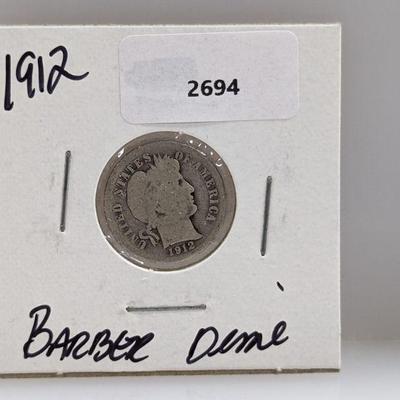 1912
2694
UNITED STATES OF AMERICA
1912
BARBER Dime